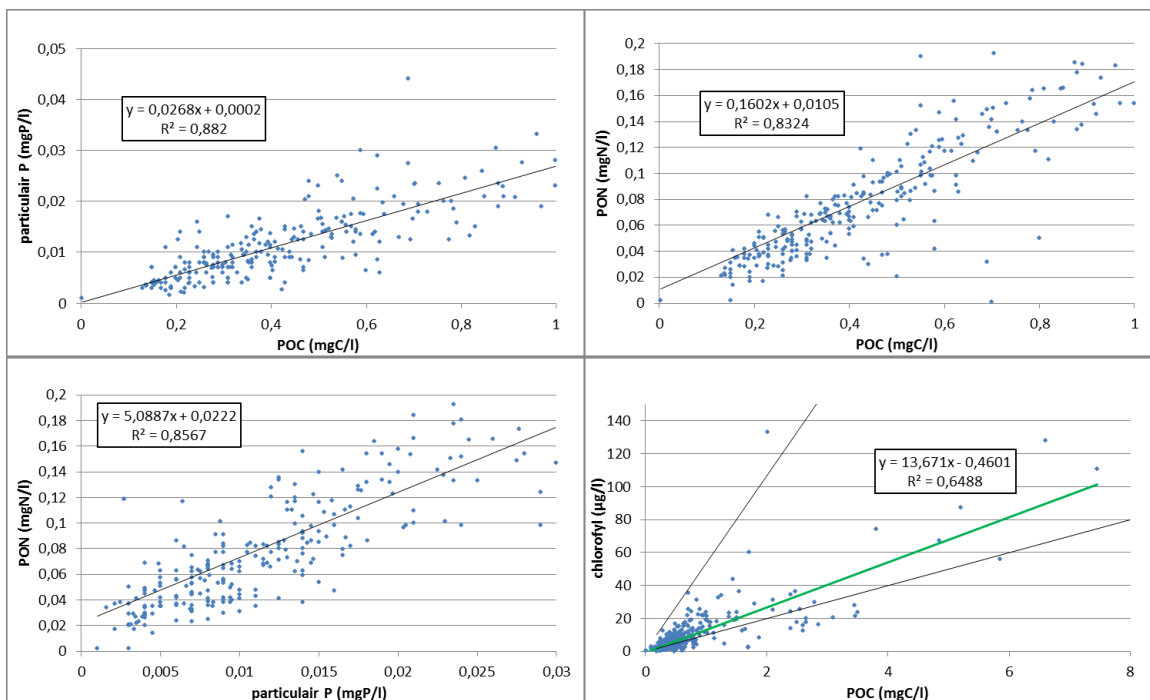 0,05
0,04
0,03
0,02
0,01
0
particulair P (mgP/l)
y = 0,0268x + 0,0002
R² = 0,882
0 0,2 0,4 0,6 0,8 1
POC (mgC/l)
0,2
0,18
0,16
0,14
0,12
0,1
0,08
0,06
0,04
0,02
0
PON (mgN/l)
y = 0,1602x + 0,0105
R² = 0,8324
0 0,2 0,4 0,6 0,8 1
POC (mgC/l)
0,2
0,18
0,16
0,14
0,12
0,1
0,08
0,06
0,04
0,02
0
PON (mgN/l)
y = 5,0887x + 0,0222
R² = 0,8567
0 0,005 0,01 0,015 0,02 0,025 0,03
particulair P (mgP/l)
140
120
100
80
60
40
20
0
chlorofyl (µg/l)
y = 13,671x - 0,4601
R² = 0,6488
0 2 4 6 8
POC (mgC/l)